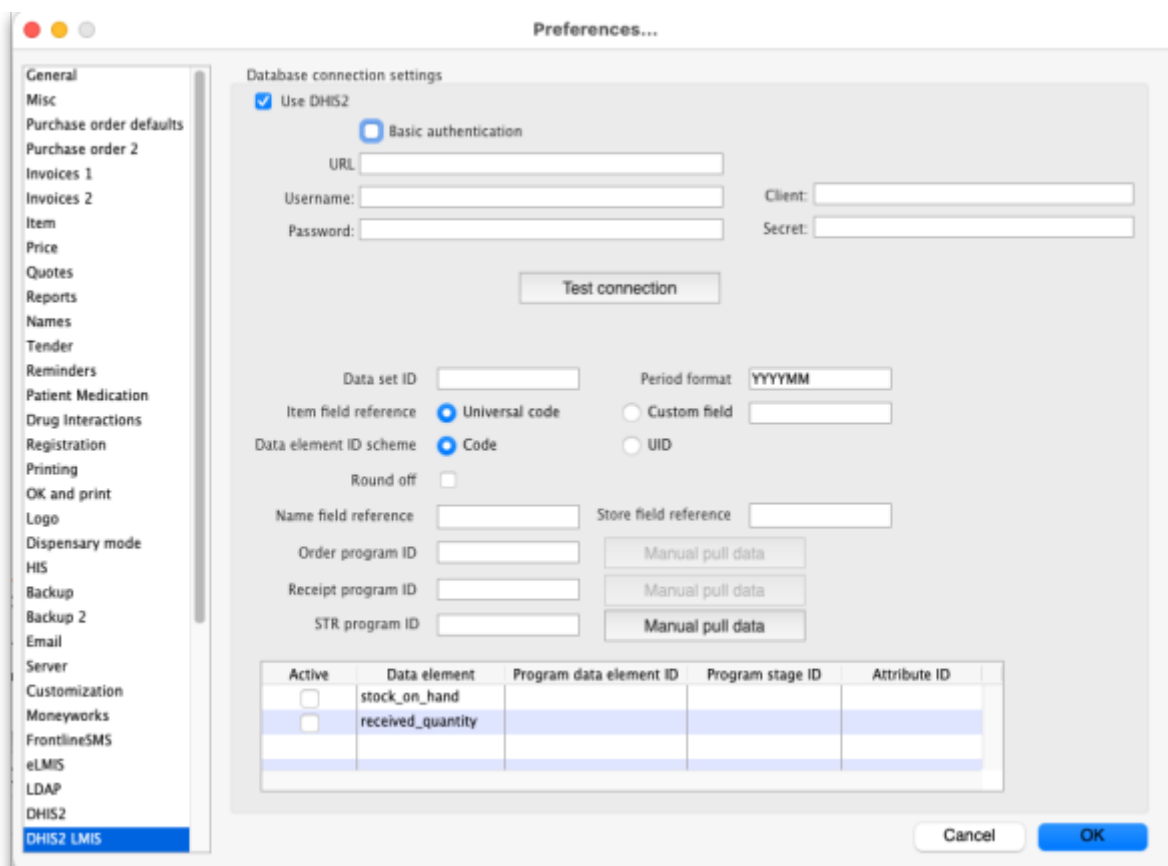 Preferences...
General
Misc
Purchase order defaults
Purchase order 2
Invoices 1
Invoices 2
Item
Price
Quotes
Reports
Names
Tender
Reminders
Patient Medication
Drug Interactions
Registration
Printing
OK and print
Logo
Dispensary mode
HIS
Backup
Backup 2
Email
Server
Customization
Moneyworks
FrontlineSMS
eLMIS
LDAP
DHIS2
DHIS2 LMIS
Database connection settings
Use DHIS2
Basic authentication
URL
Username: Client:
Password: Secret:
Test connection
Data set ID Period format YYYYMM
Item field reference Universal code Custom field
Data element ID scheme Code UID
Round off
Name field reference Store field reference
Order program ID Manual pull data
Receipt program ID Manual pull data
STR program ID Manual pull data
Active Data element Program data element ID Program stage ID Attribute ID
stock_on_hand
received_quantity
Cancel OK